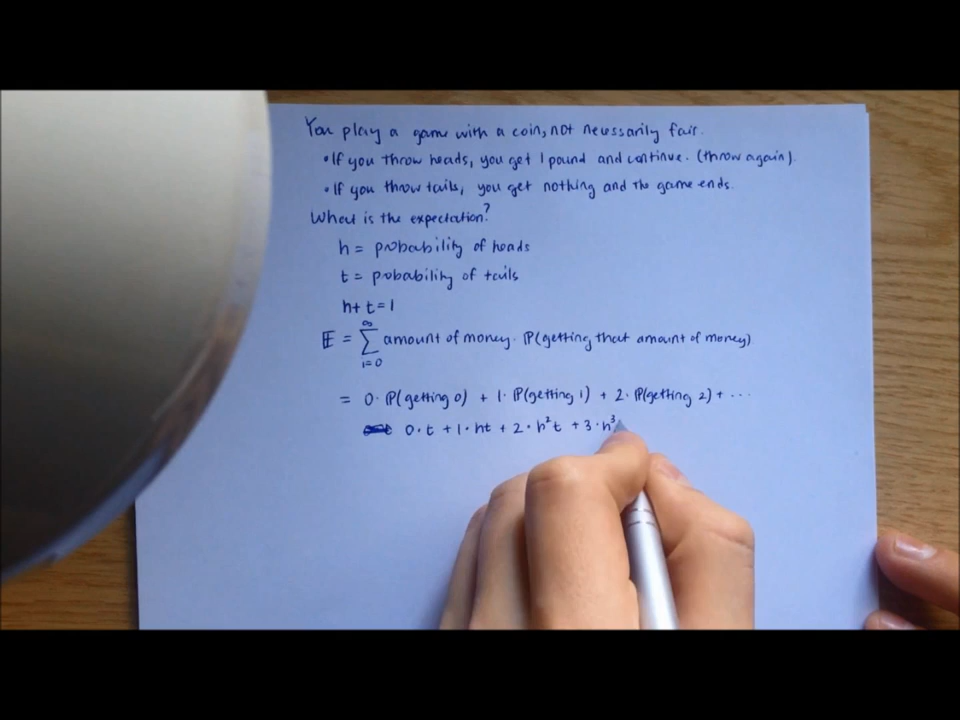 You play a game with a coin, not necessarily fair.
• If you throw heads, you get 1 pound and continue. (throw again).
• If you throw tails, you get nothing and the game ends.
What is the expectation?
h = probability of heads
t = pobability of tails
h + t = 1
𝔼 = ∑_{i=0}^{∞} amount of money · ℙ(getting that amount of money)
= 0 · ℙ(getting 0) + 1 · ℙ(getting 1) + 2 · ℙ(getting 2) + ...
0 · t + 1 · ht + 2 · h²t + 3 · h³